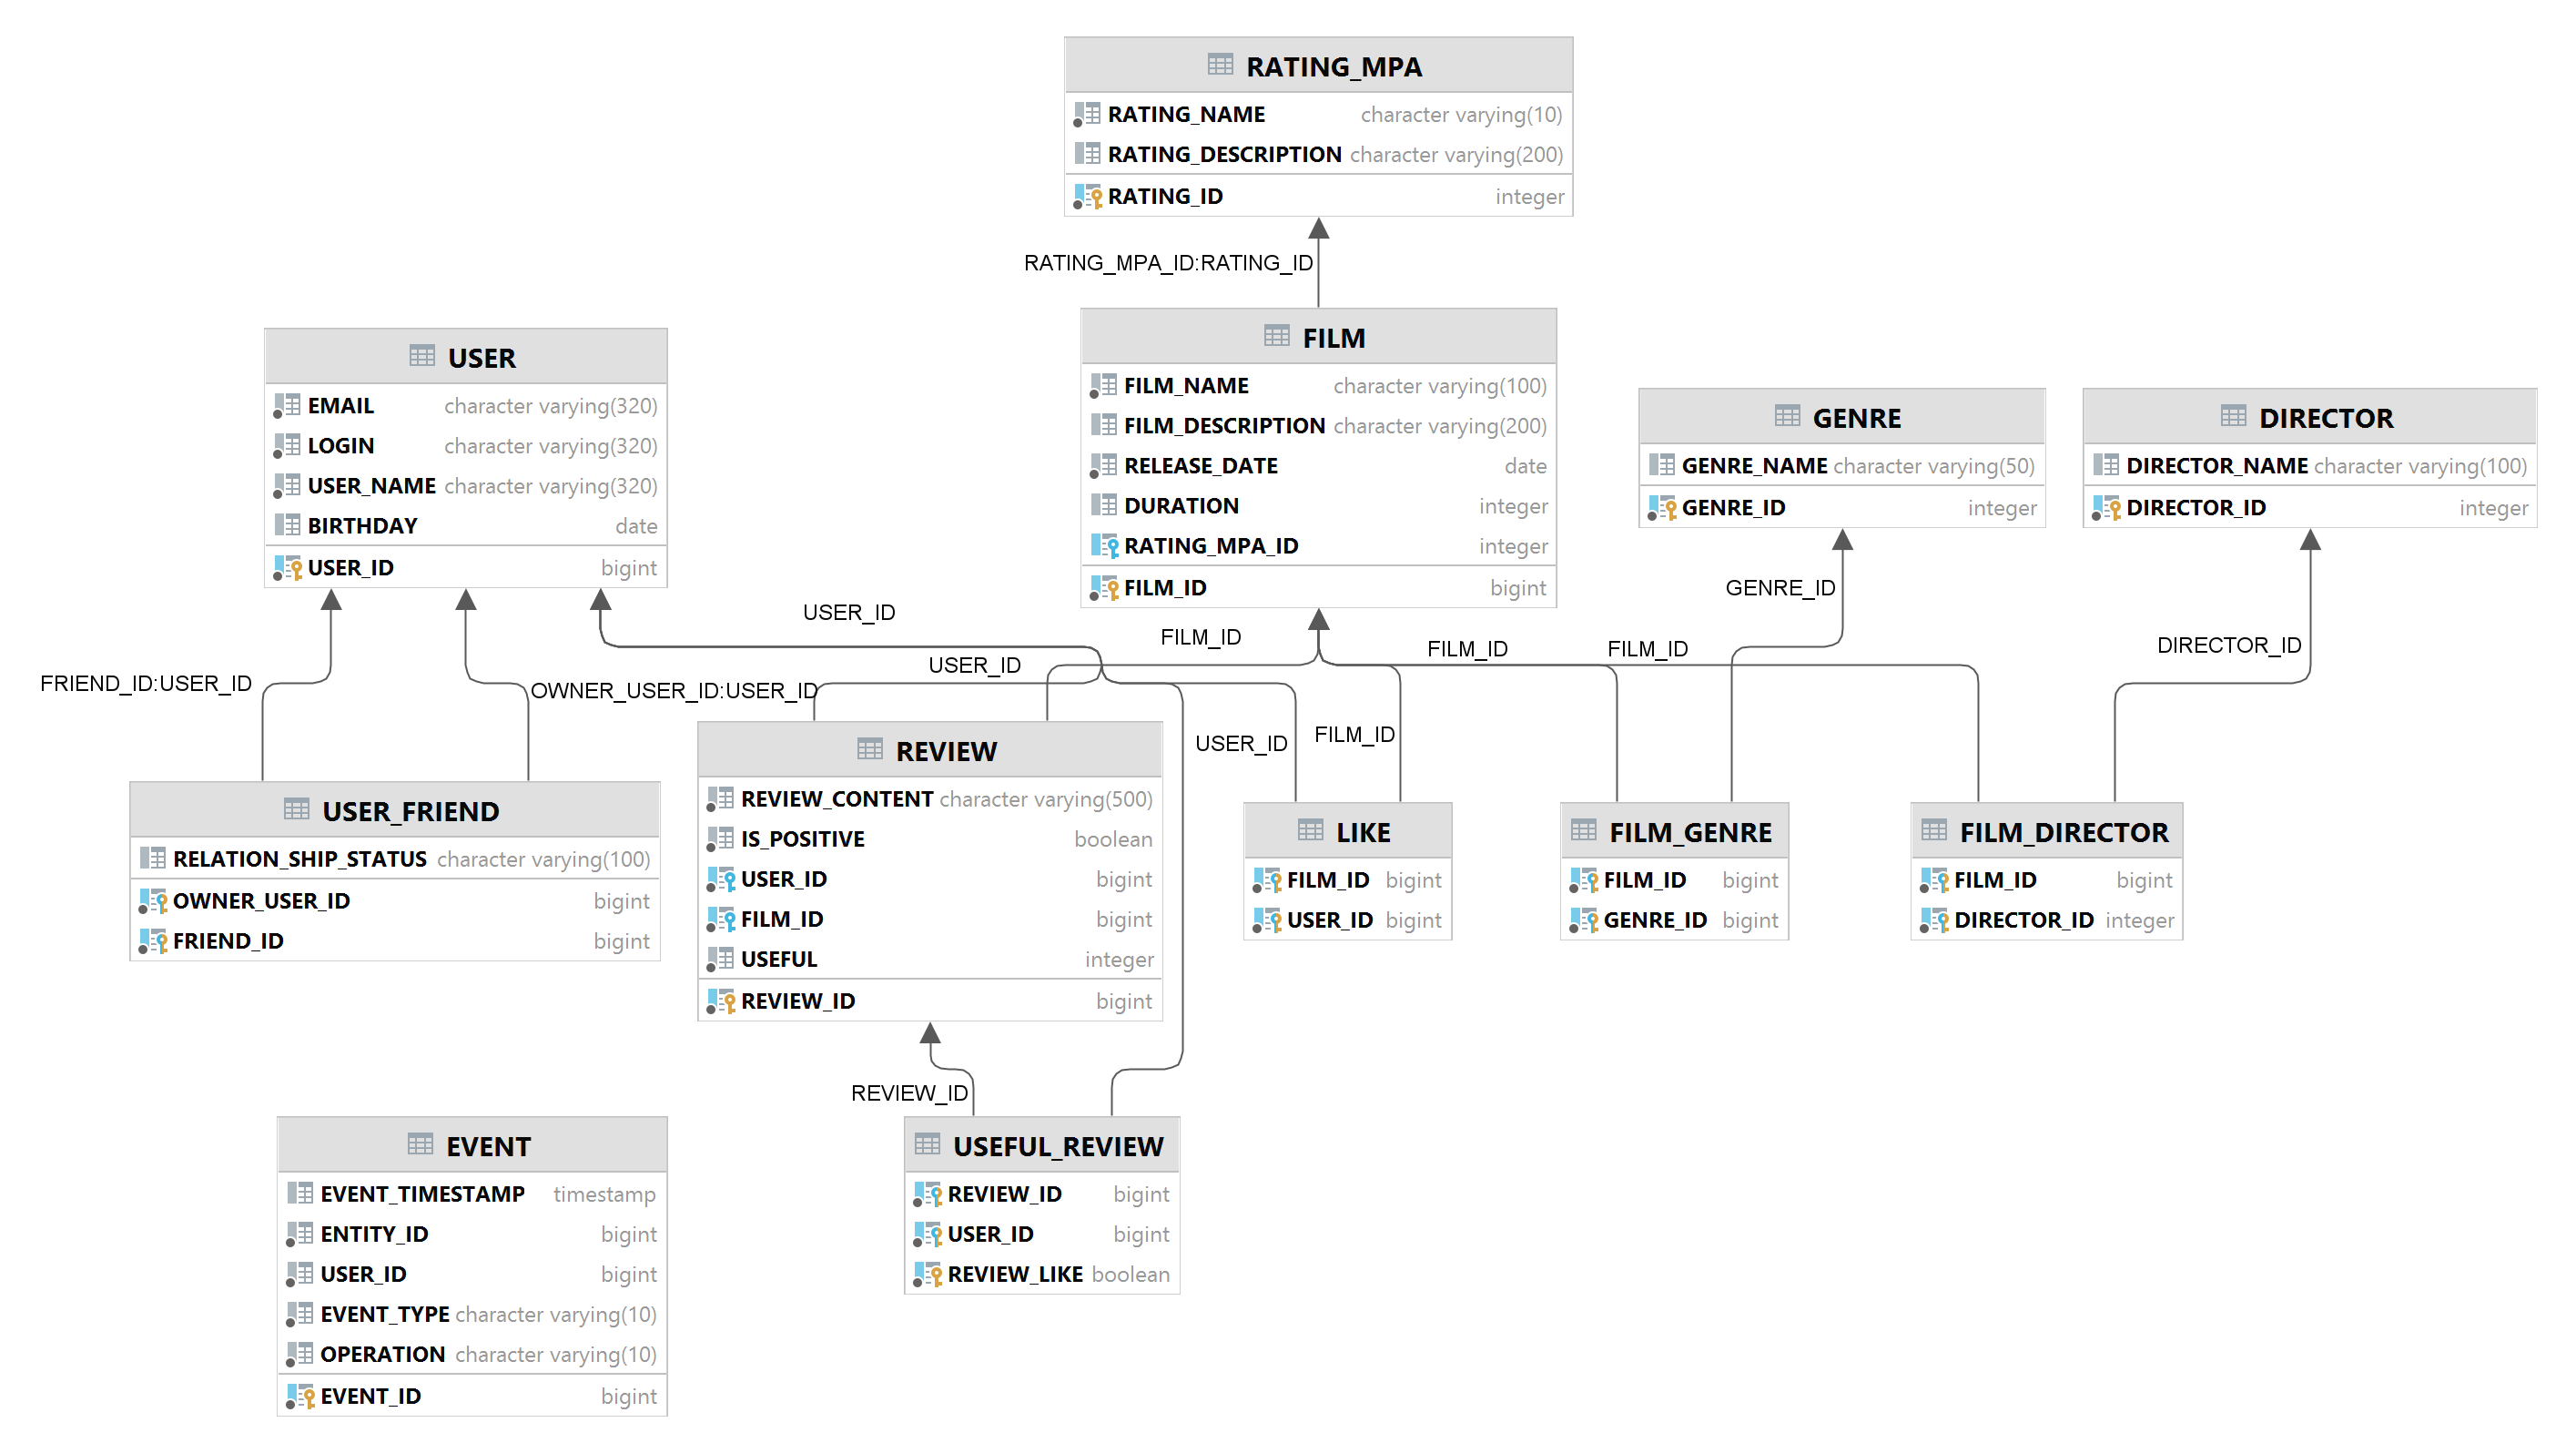 RATING_MPA
RATING_NAME character varying(10)
RATING_DESCRIPTION character varying(200)
RATING_ID integer
RATING_MPA_ID:RATING_ID
FILM
FILM_NAME character varying(100)
FILM_DESCRIPTION character varying(200)
RELEASE_DATE date
DURATION integer
RATING_MPA_ID integer
FILM_ID bigint
USER
EMAIL character varying(320)
LOGIN character varying(320)
USER_NAME character varying(320)
BIRTHDAY date
USER_ID bigint
GENRE
GENRE_NAME character varying(50)
GENRE_ID integer
DIRECTOR
DIRECTOR_NAME character varying(100)
DIRECTOR_ID integer
FRIEND_ID:USER_ID
OWNER_USER_ID:USER_ID
USER_ID
USER_ID
FILM_ID
USER_ID
FILM_ID
FILM_ID
FILM_ID
GENRE_ID
DIRECTOR_ID
USER_FRIEND
RELATION_SHIP_STATUS character varying(100)
OWNER_USER_ID bigint
FRIEND_ID bigint
REVIEW
REVIEW_CONTENT character varying(500)
IS_POSITIVE boolean
USER_ID bigint
FILM_ID bigint
USEFUL integer
REVIEW_ID bigint
LIKE
FILM_ID bigint
USER_ID bigint
FILM_GENRE
FILM_ID bigint
GENRE_ID bigint
FILM_DIRECTOR
FILM_ID bigint
DIRECTOR_ID integer
REVIEW_ID
EVENT
EVENT_TIMESTAMP timestamp
ENTITY_ID bigint
USER_ID bigint
EVENT_TYPE character varying(10)
OPERATION character varying(10)
EVENT_ID bigint
USEFUL_REVIEW
REVIEW_ID bigint
USER_ID bigint
REVIEW_LIKE boolean